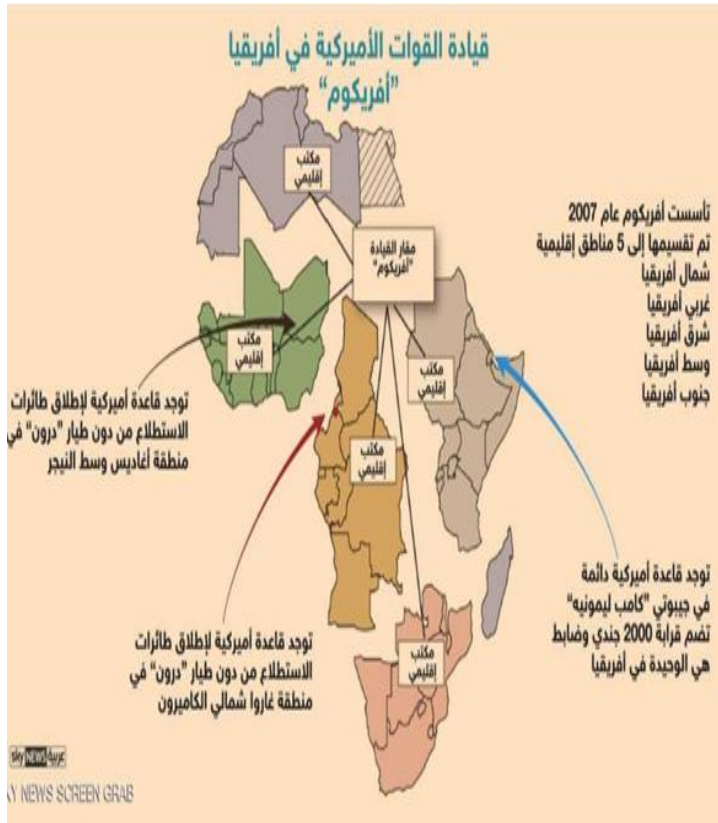 قيادة القوات الأميركية في أفريقيا
"أفريكوم"
مكتب
إقليمي
مقار القيادة
"أفريكوم"
تأسست أفريكوم عام 2007
تم تقسيمها إلى 5 مناطق إقليمية
شمال أفريقيا
غربي أفريقيا
شرق أفريقيا
وسط أفريقيا
جنوب أفريقيا
مكتب
إقليمي
مكتب
إقليمي
توجد قاعدة أميركية لإطلاق طائرات
الاستطلاع من دون طيار "درون" في
منطقة أغاديس وسط النيجر
مكتب
إقليمي
توجد قاعدة أميركية دائمة
في جيبوتي "كامب ليمونيه"
تضم قرابة 2000 جندي وضابط
هي الوحيدة في أفريقيا
توجد قاعدة أميركية لإطلاق طائرات
الاستطلاع من دون طيار "درون" في
منطقة غاروا شمالي الكاميرون
مكتب
إقليمي
sky NEWS عربية
Y NEWS SCREEN GRAB